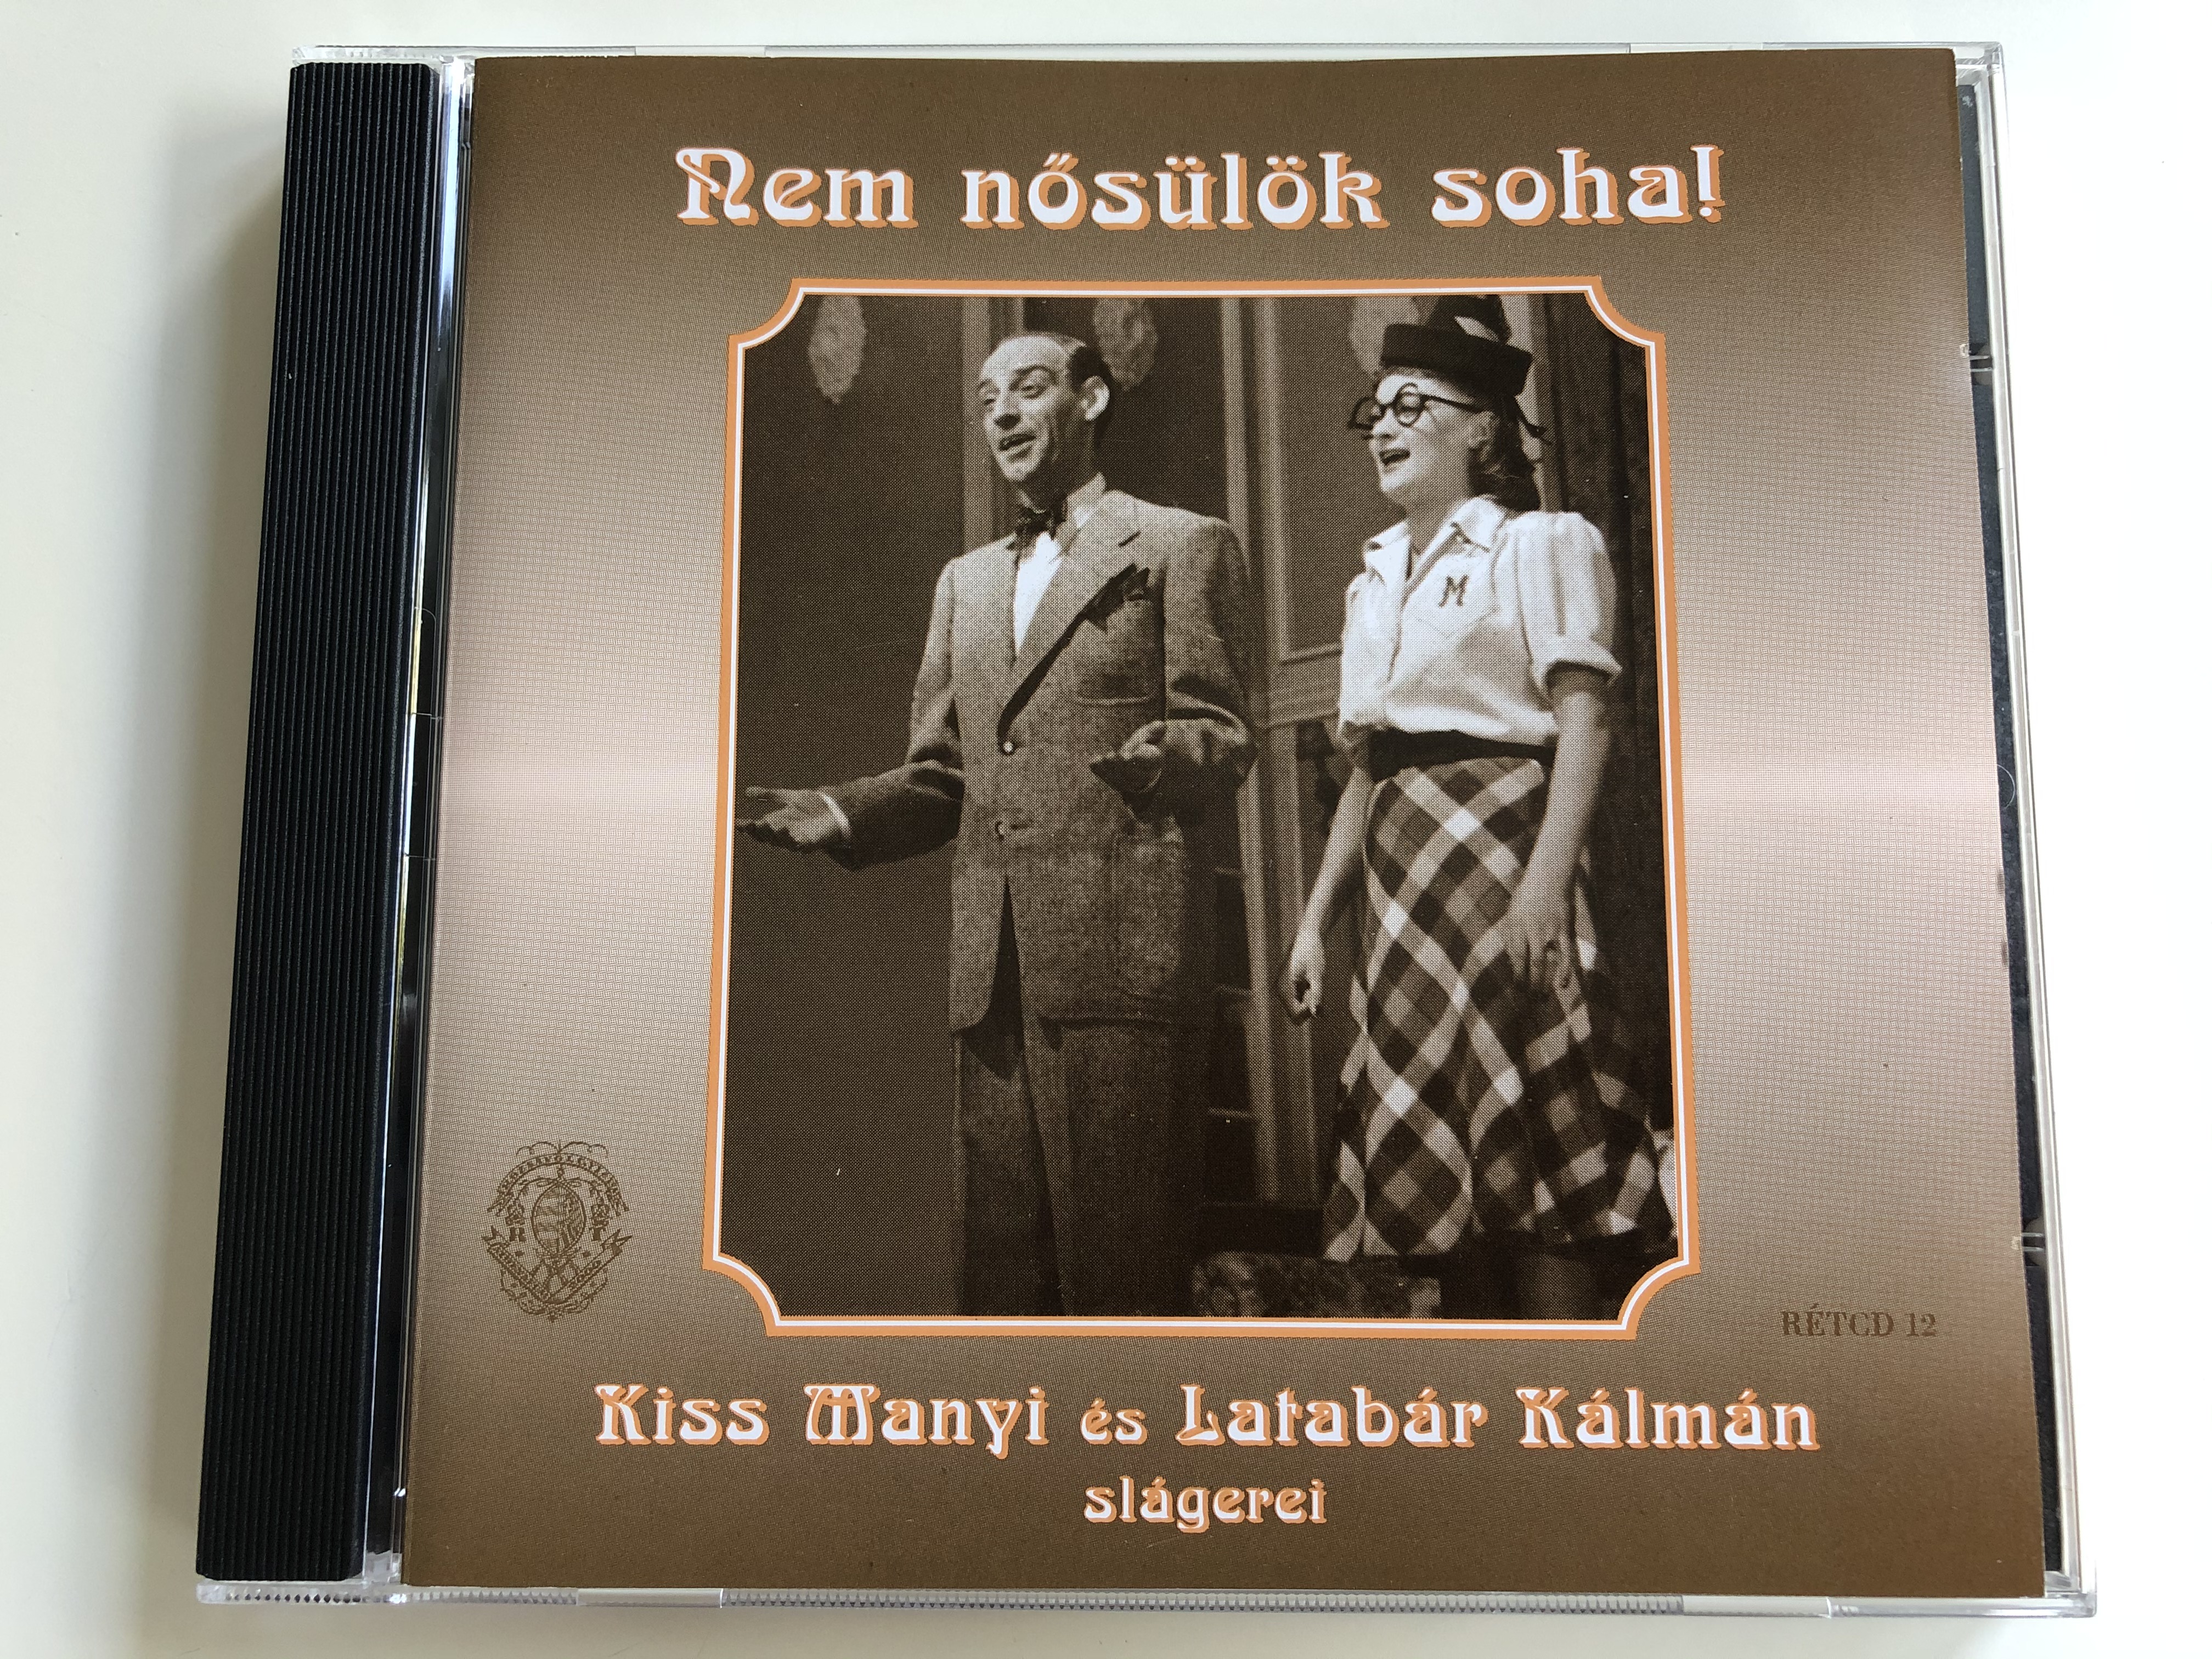 Nem nősülök soha!
M
R T
RÉTCD 12
Kiss Manyi és Latabár Kálmán
slágerei